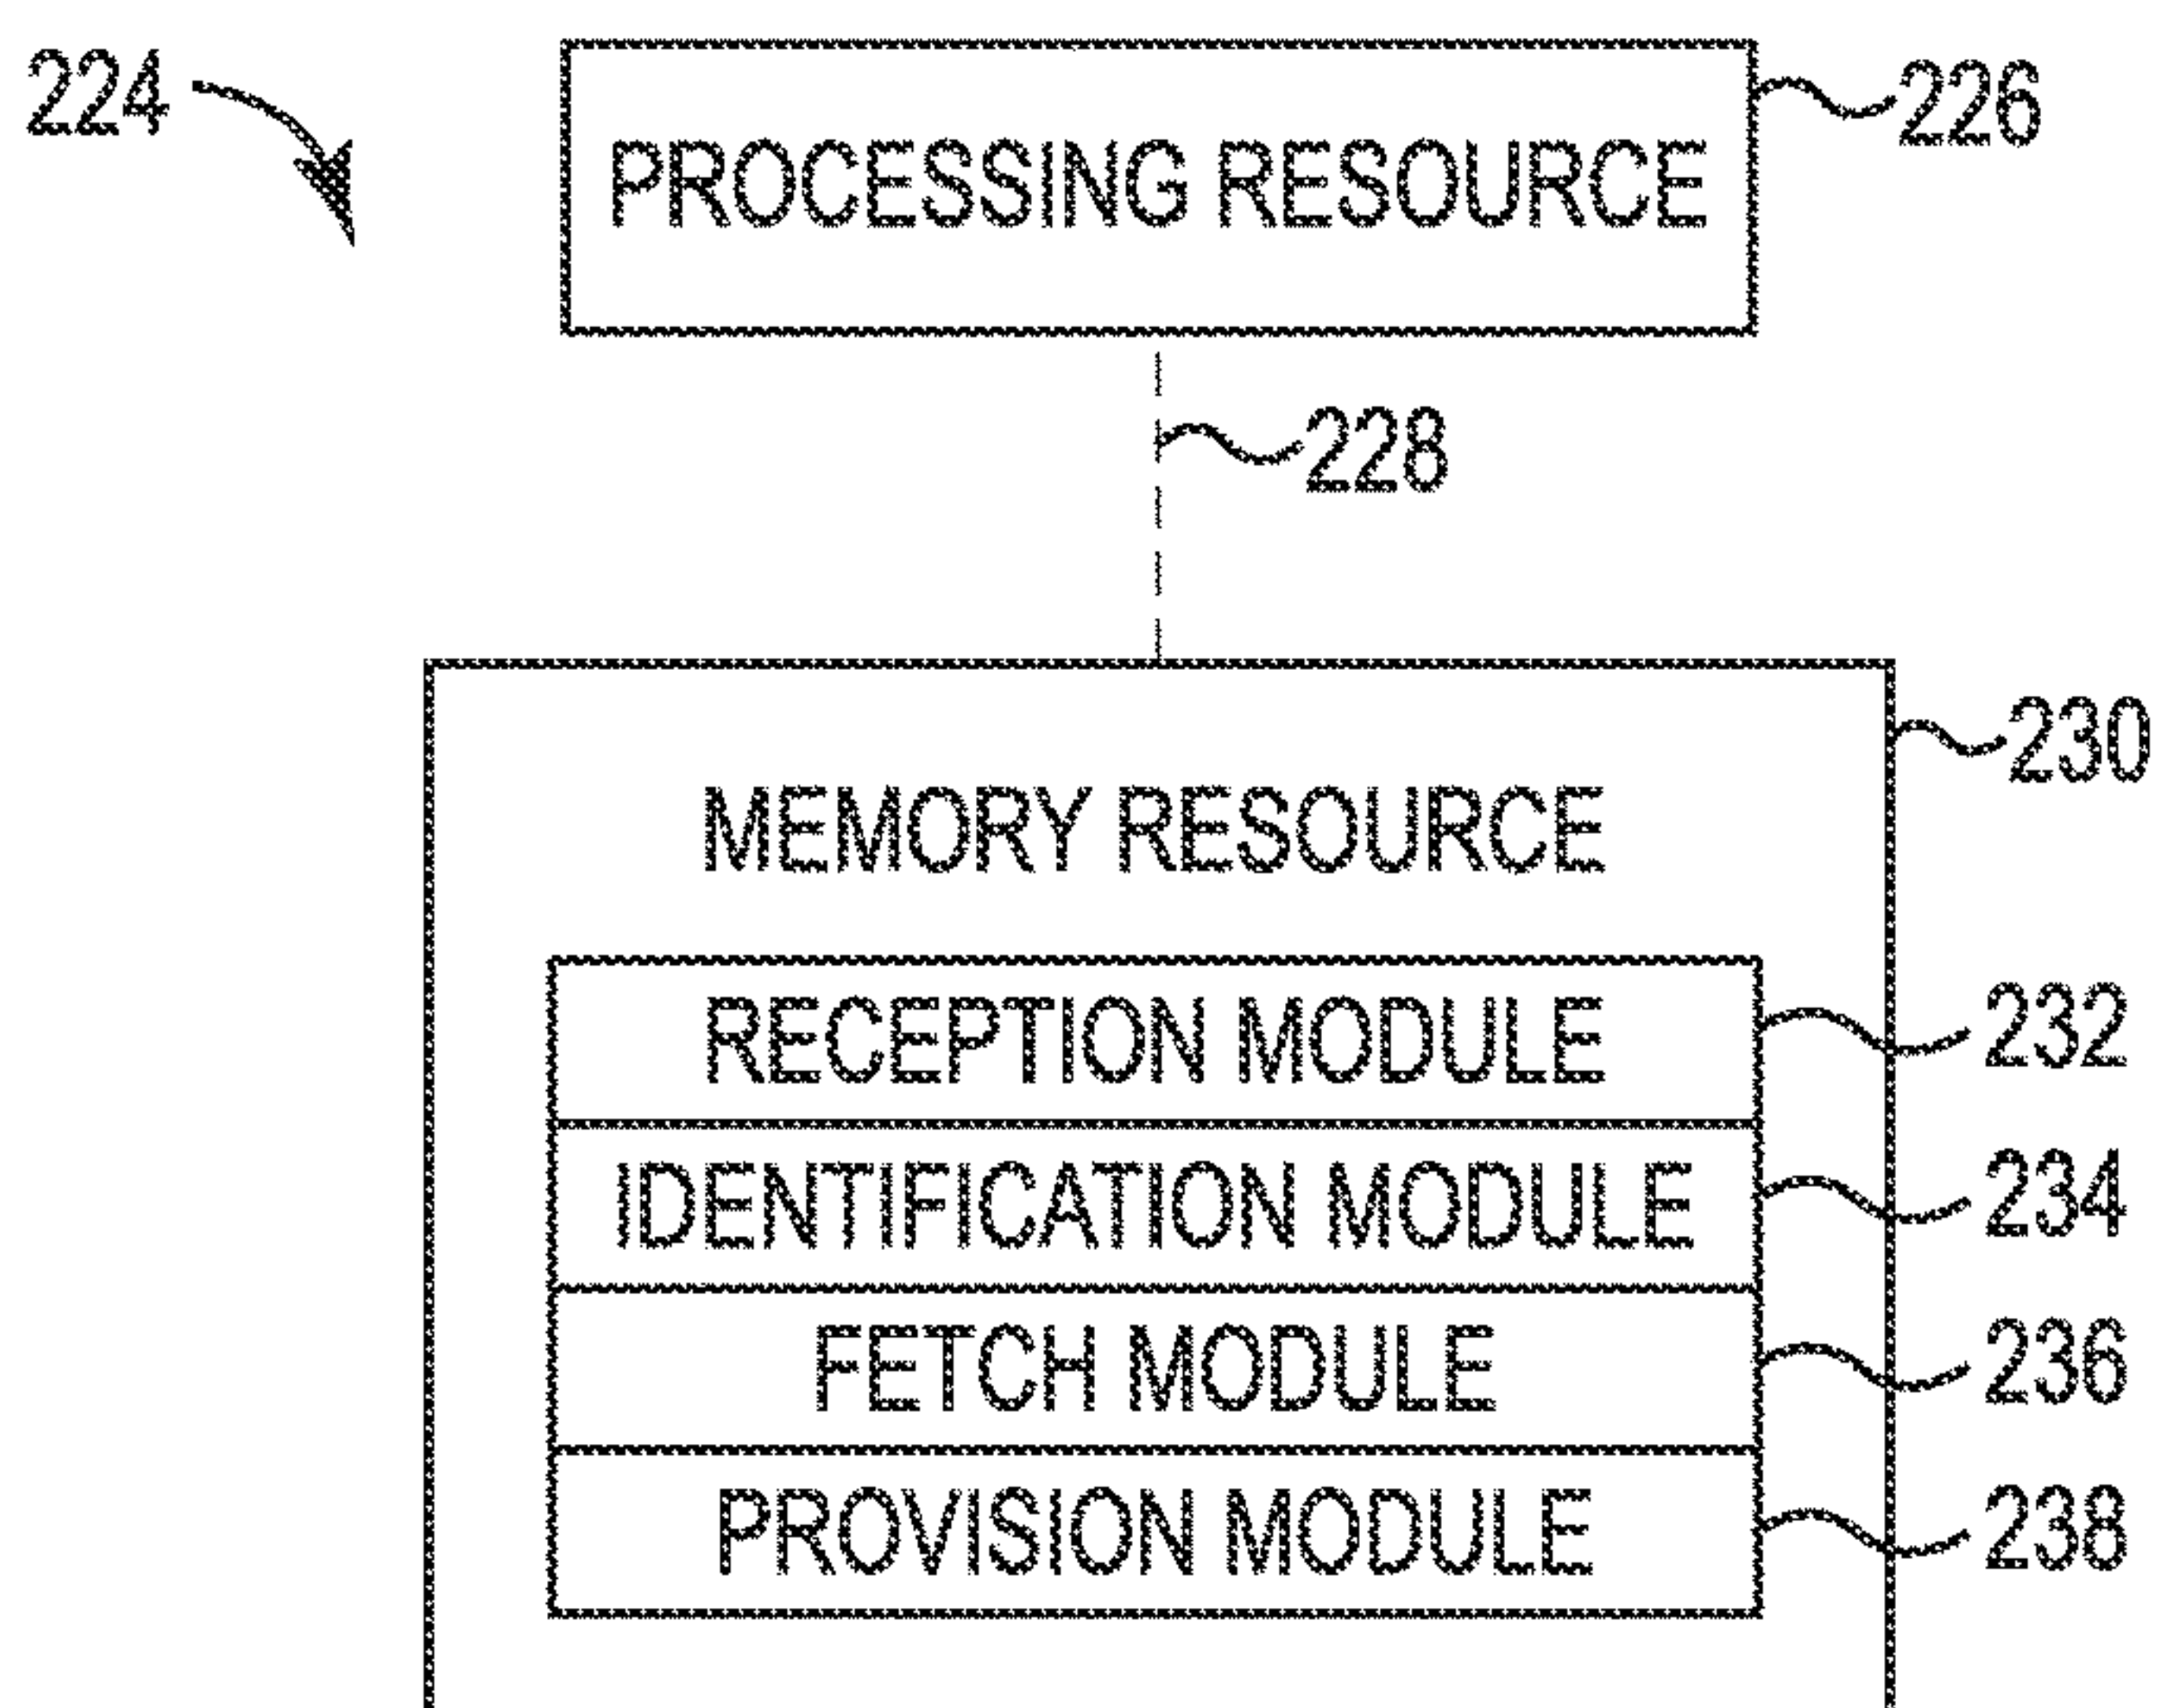 224
PROCESSING RESOURCE
226
228
230
MEMORY RESOURCE
RECEPTION MODULE
232
IDENTIFICATION MODULE
234
FETCH MODULE
236
PROVISION MODULE
238